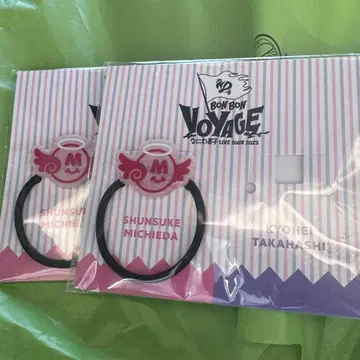 BON BON
VOYAGE
なにわ男子 LIVE TOUR 2025
M
M
SHUNSUKE
MICHIEDA
SHUNSUKE
MICHIEDA
KYOHEI
TAKAHASHI